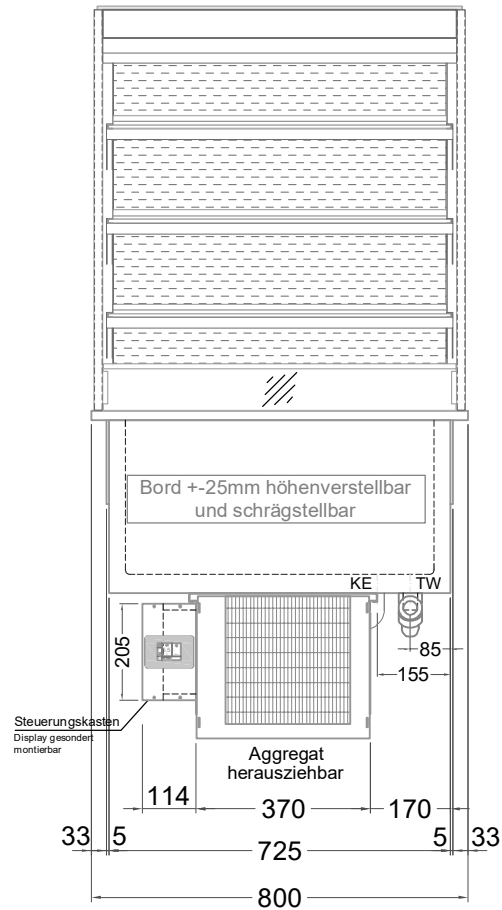 Bord +-25mm höhenverstellbar
und schrägstellbar
KE TW
205
85
155
Steuerungskasten
Display gesondert
montierbar
Aggregat
herausziehbar
114 370 170
33 5 725 5 33
800